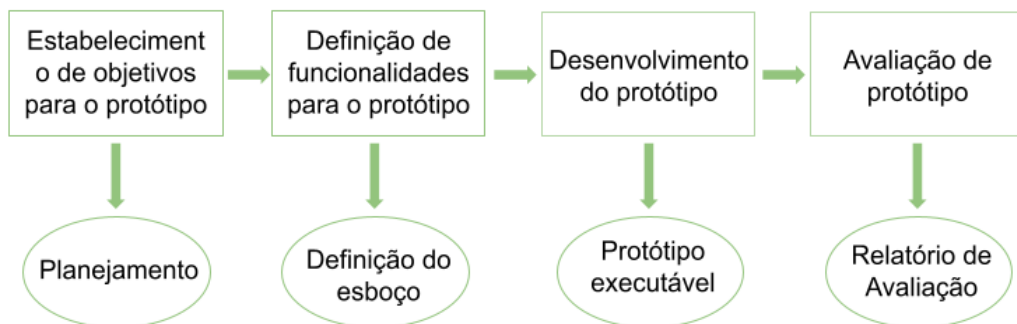 Estabeleciment
o de objetivos
para o protótipo
Definição de
funcionalidades
para o protótipo
Desenvolvimento
do protótipo
Avaliação de
protótipo
Planejamento
Definição do
esboço
Protótipo
executável
Relatório de
Avaliação